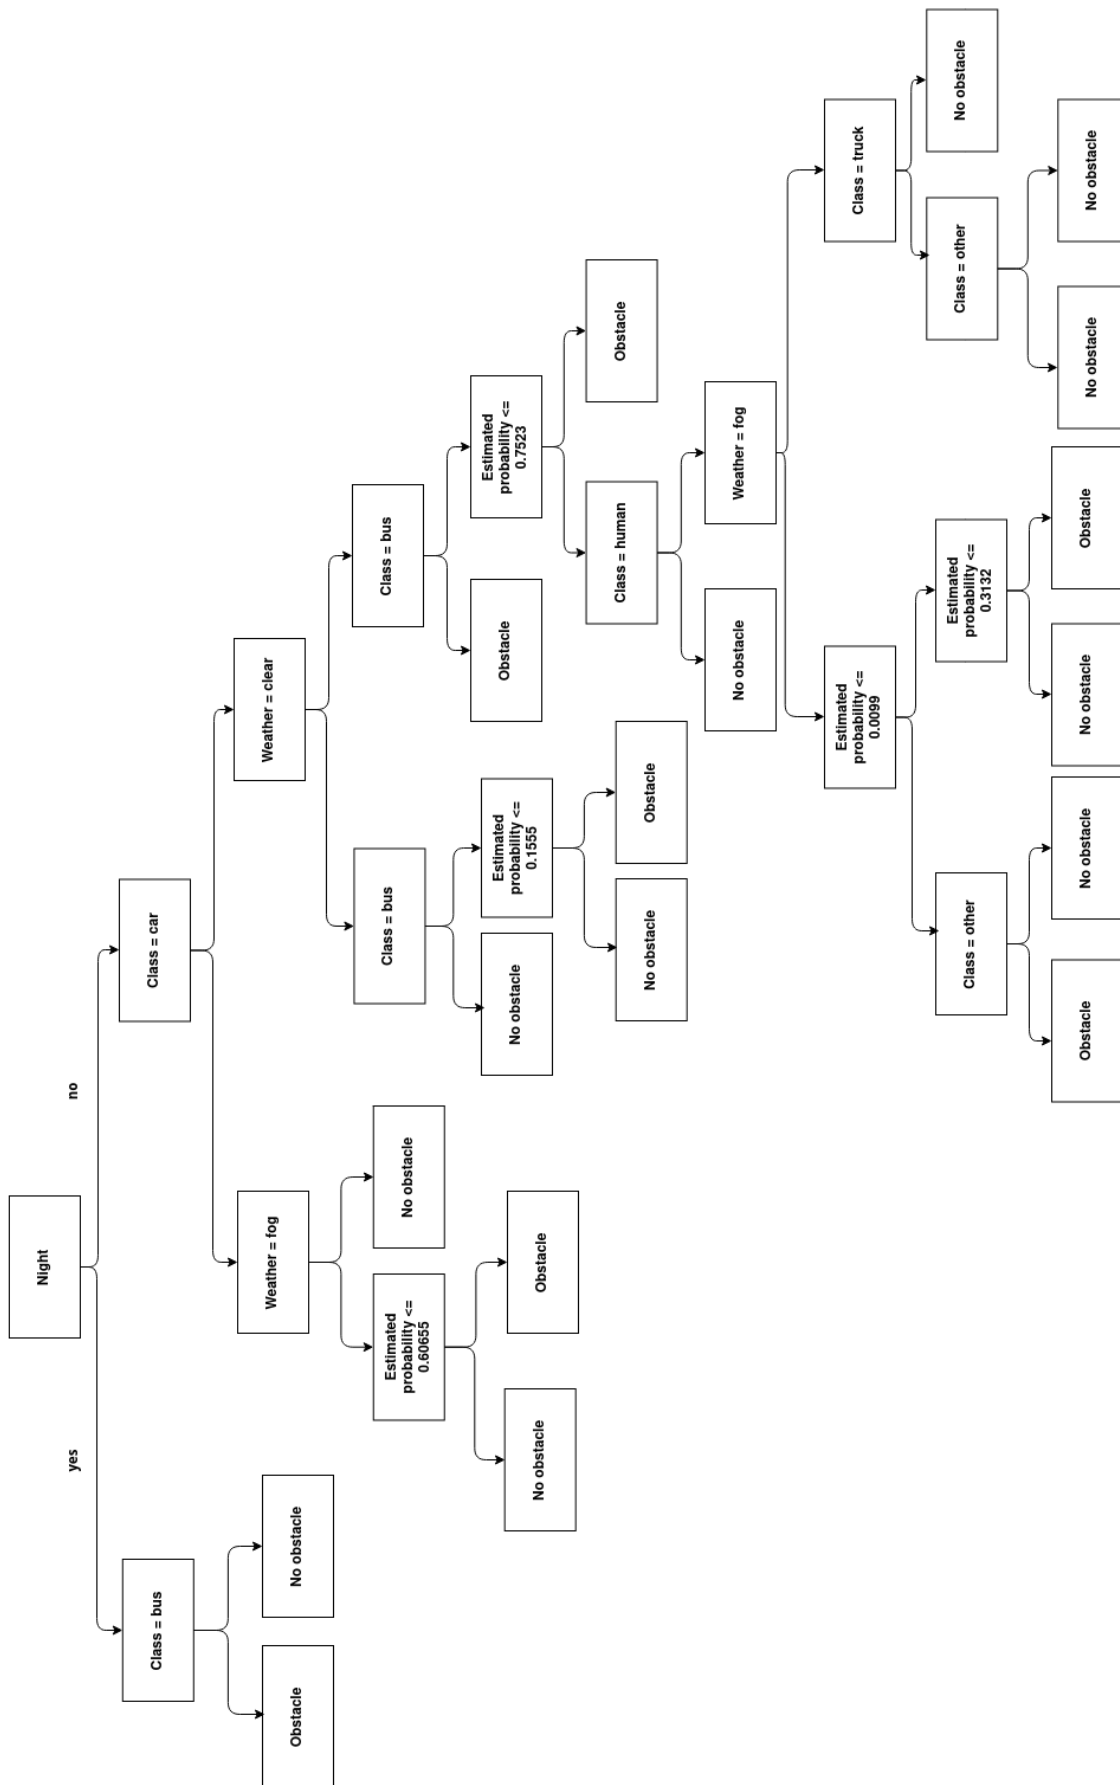 Night
yes
no
Class = bus
Class = car
Obstacle
No obstacle
Weather = fog
Weather = clear
Estimated
probability <=
0.60655
No obstacle
Class = bus
Class = bus
No obstacle
Obstacle
No obstacle
Estimated
probability <=
0.1555
Obstacle
Estimated
probability <=
0.7523
No obstacle
Obstacle
Class = human
Obstacle
No obstacle
Weather = fog
Estimated
probability <=
0.0099
Class = truck
Class = other
Estimated
probability <=
0.3132
Class = other
No obstacle
Obstacle
No obstacle
No obstacle
Obstacle
No obstacle
No obstacle